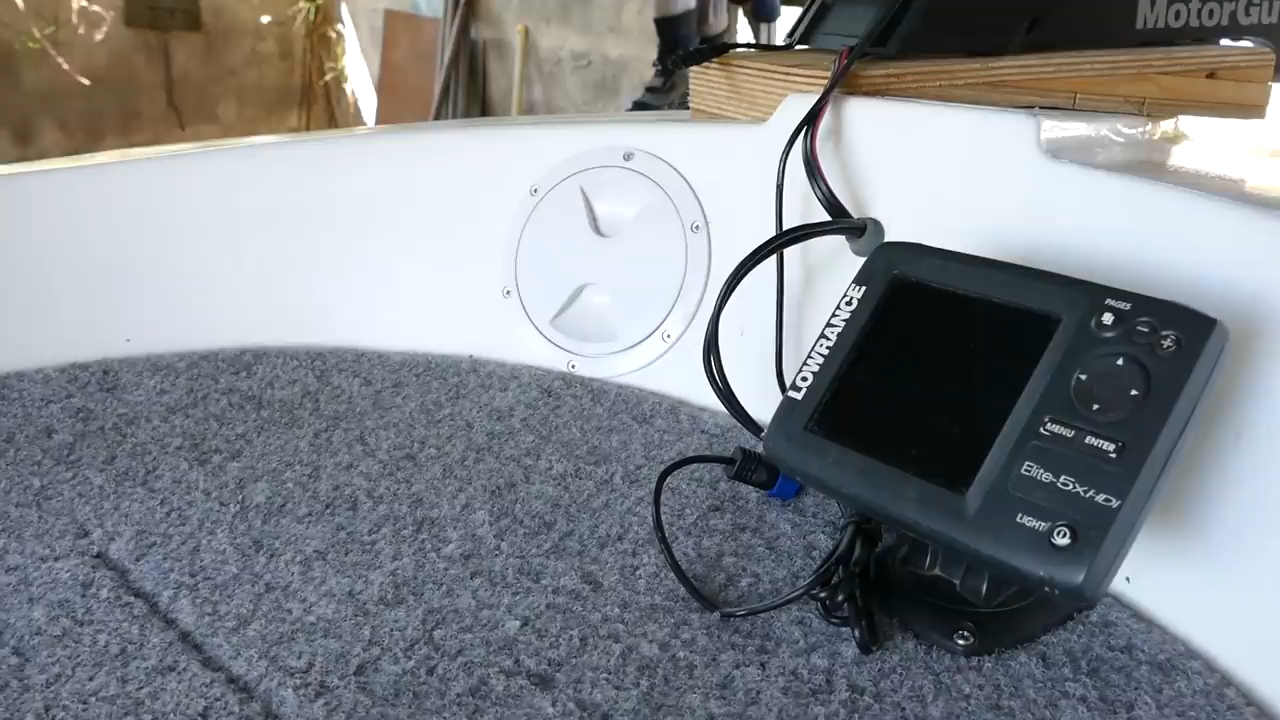 MotorGu
LOWRANCE
PAGES
MENU
ENTER
Elite-5x HDI
LIGHT/